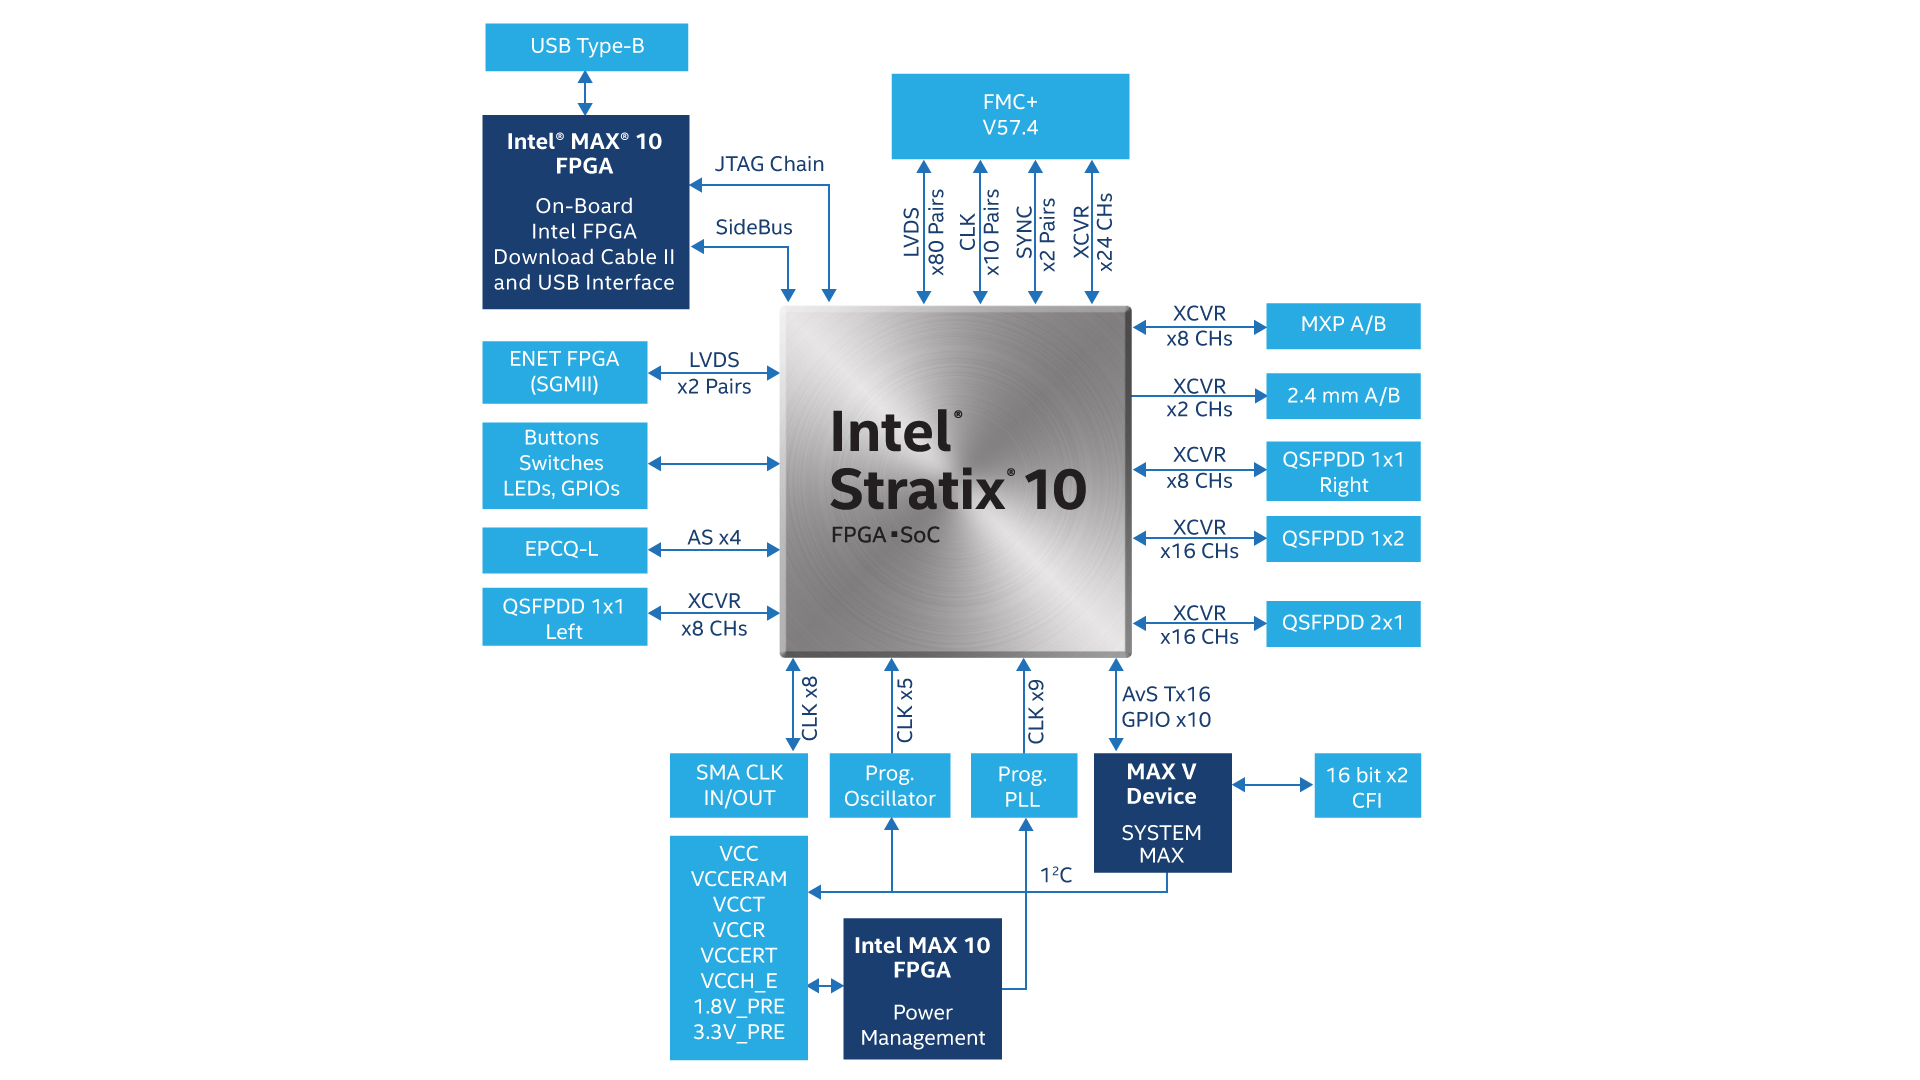 USB Type-B
Intel® MAX® 10
FPGA
On-Board
Intel FPGA
Download Cable II
and USB Interface
JTAG Chain
SideBus
FMC+
V57.4
LVDS
x80 Pairs
CLK
x10 Pairs
SYNC
x2 Pairs
XCVR
x24 CHs
ENET FPGA
(SGMII)
LVDS
x2 Pairs
Buttons
Switches
LEDs, GPIOs
EPCQ-L
AS x4
QSFPDD 1x1
Left
XCVR
x8 CHs
Intel®
Stratix® 10
FPGA ▪ SoC
XCVR
x8 CHs
MXP A/B
XCVR
x2 CHs
2.4 mm A/B
XCVR
x8 CHs
QSFPDD 1x1
Right
XCVR
x16 CHs
QSFPDD 1x2
XCVR
x16 CHs
QSFPDD 2x1
CLK x8
CLK x5
CLK x9
AvS Tx16
GPIO x10
SMA CLK
IN/OUT
Prog.
Oscillator
Prog.
PLL
MAX V
Device
SYSTEM
MAX
16 bit x2
CFI
1²C
VCC
VCCERAM
VCCT
VCCR
VCCERT
VCCH_E
1.8V_PRE
3.3V_PRE
Intel MAX 10
FPGA
Power
Management